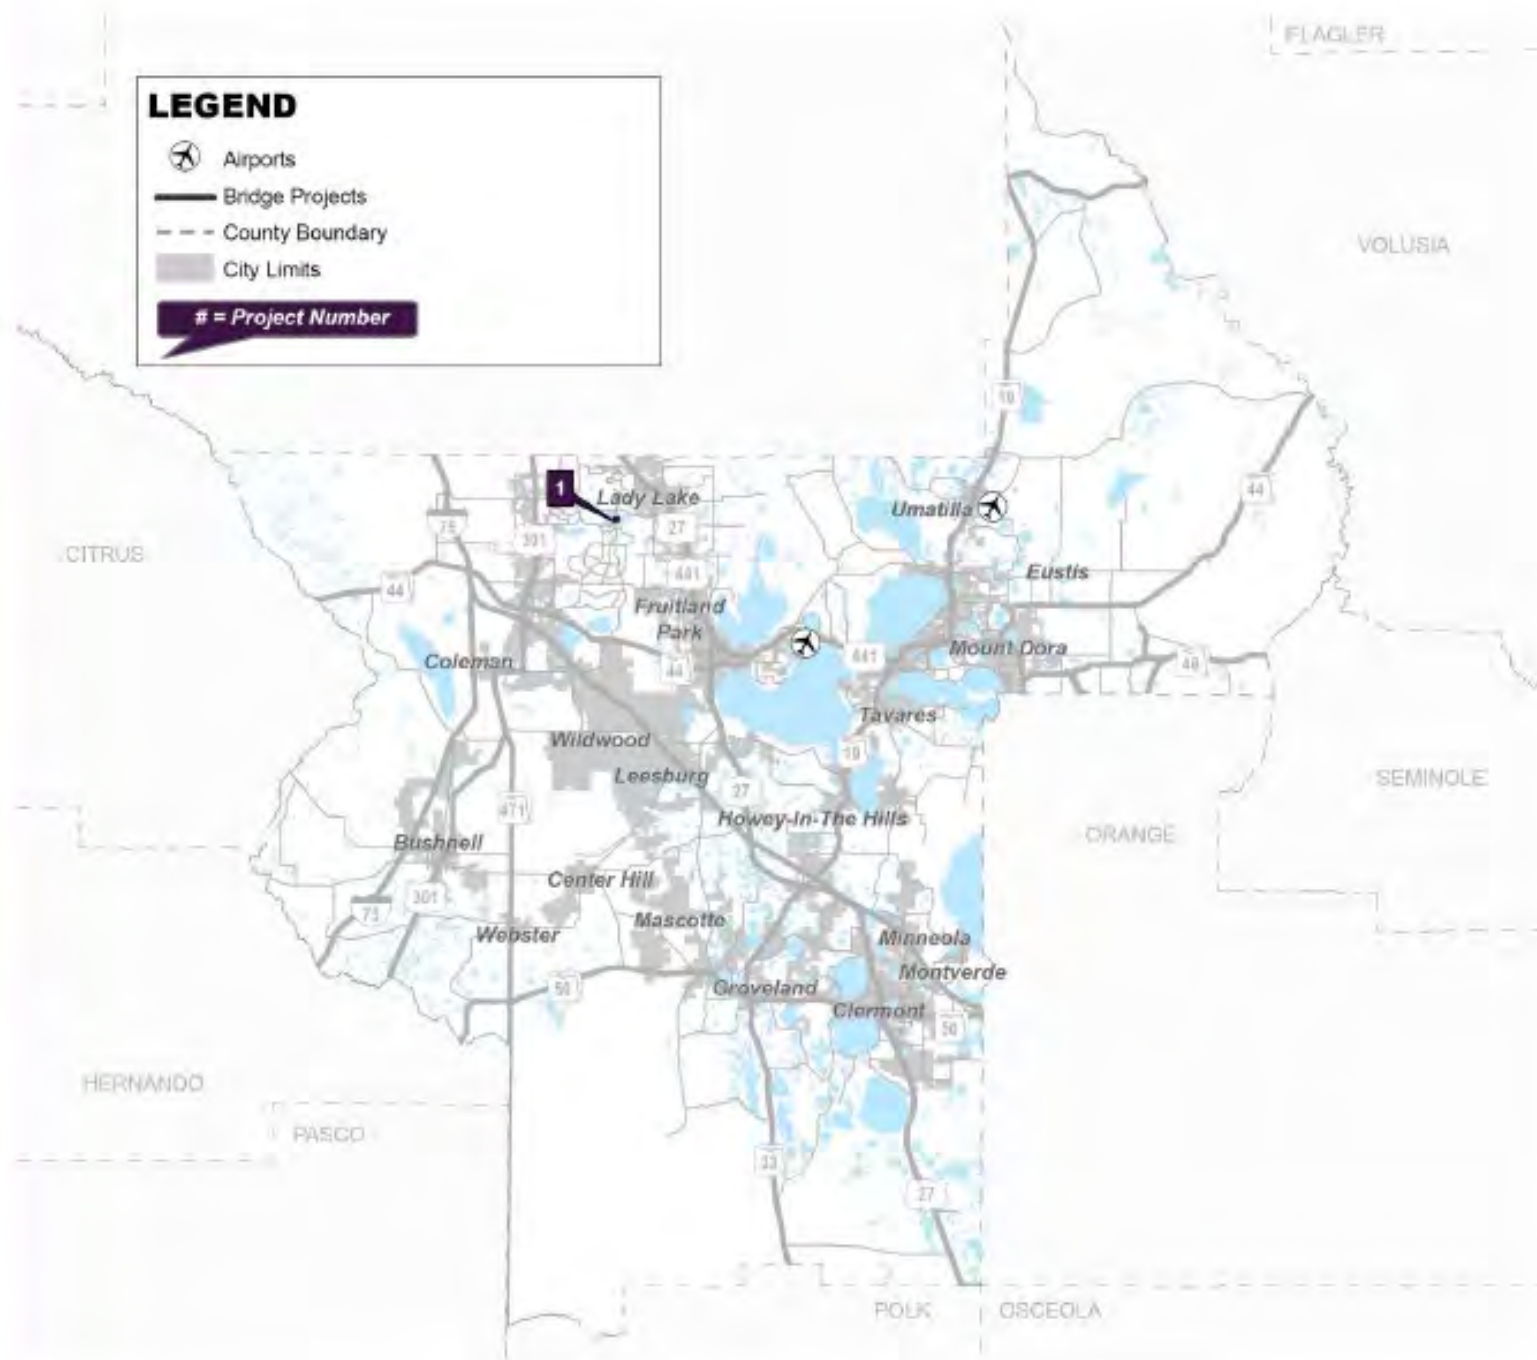 FLAGLER
LEGEND
Airports
Bridge Projects
County Boundary
City Limits
# = Project Number
VOLUSIA
19
1
Lady Lake
44
Umatilla
75
27
301
CITRUS
441
Eustis
44
Fruitland
Park
Mount Dora
441
Coleman
44
46
Tavares
Wildwood
19
Leesburg
SEMINOLE
27
471
Howey-In-The Hills
ORANGE
Bushnell
Center Hill
301
75
Mascotte
Webster
Minneola
Montverde
50
Groveland
Clermont
50
HERNANDO
PASCO
33
27
POLK
OSCEOLA